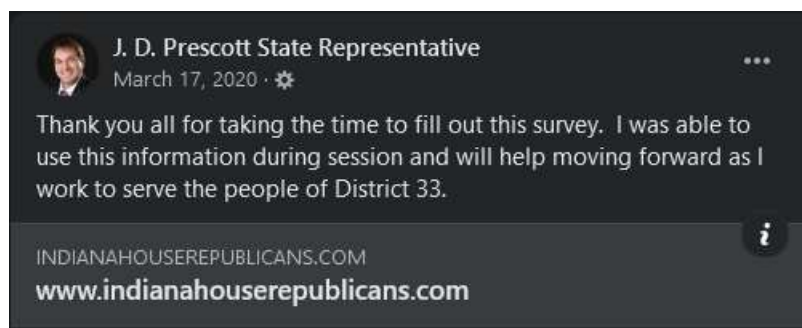 J. D. Prescott State Representative
March 17, 2020 ·
Thank you all for taking the time to fill out this survey.  I was able to
use this information during session and will help moving forward as I
work to serve the people of District 33.
INDIANAHOUSEREPUBLICANS.COM
www.indianahouserepublicans.com